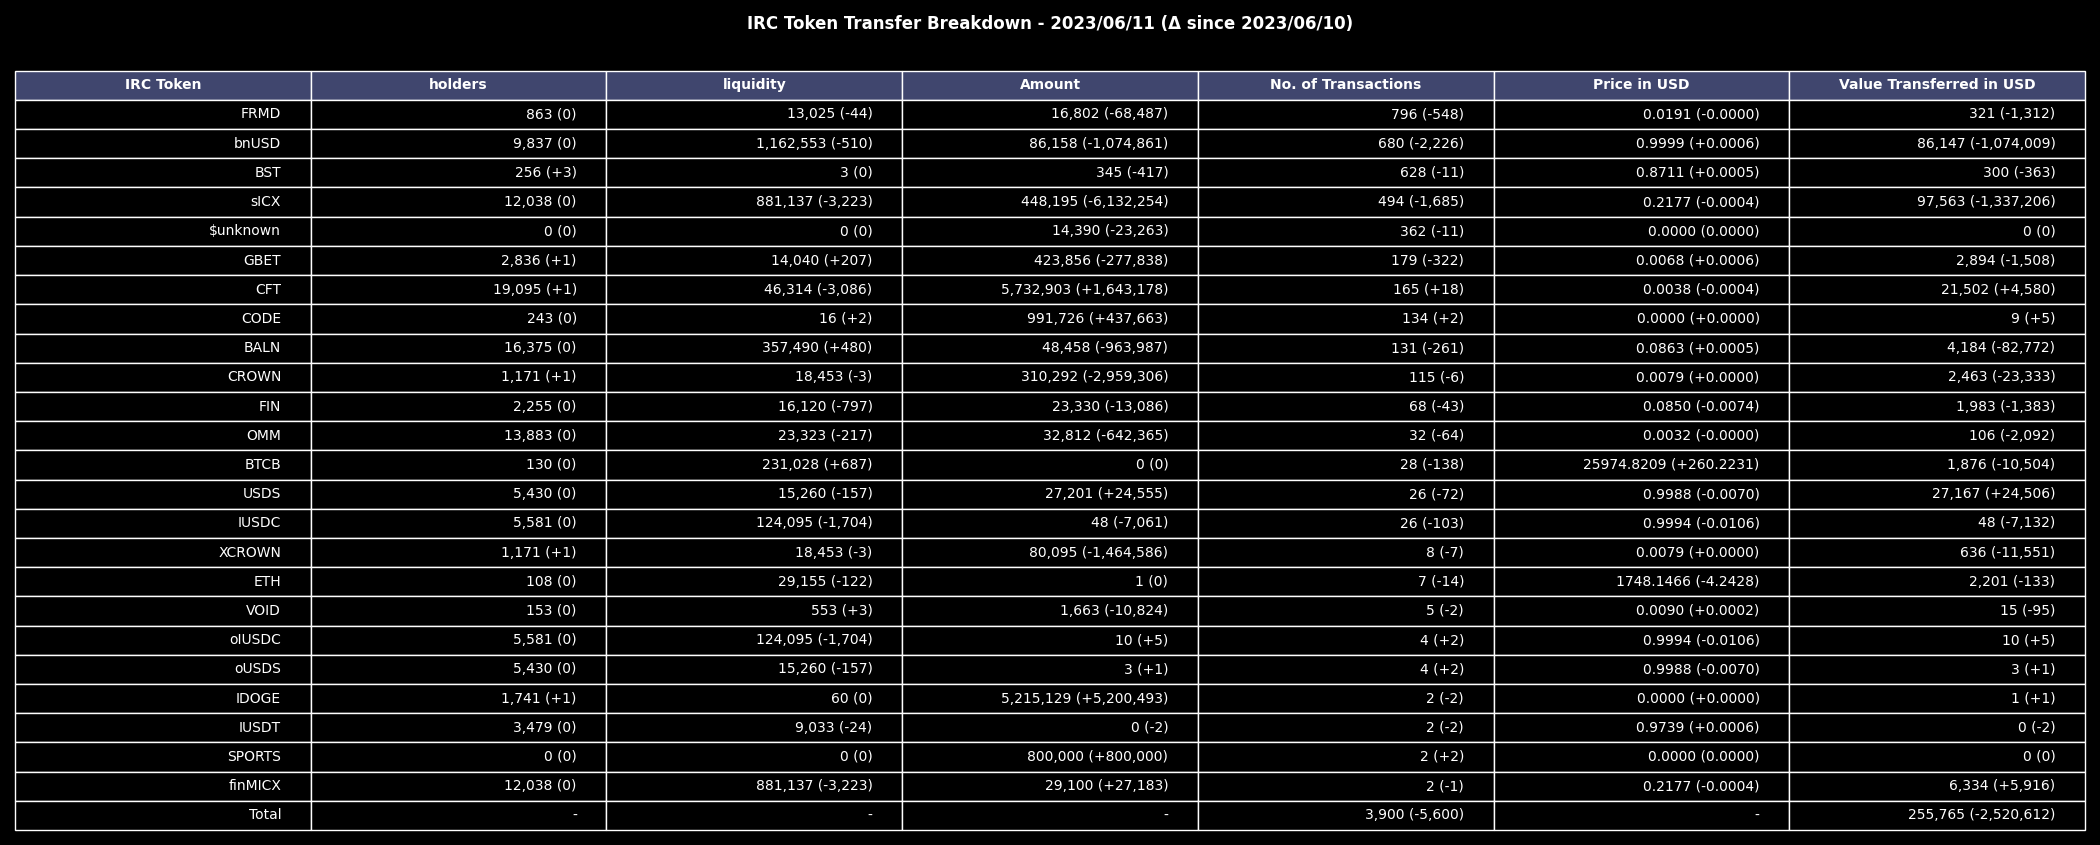 IRC Token Transfer Breakdown - 2023/06/11 (Δ since 2023/06/10)
IRC Token holders liquidity Amount No. of Transactions Price in USD Value Transferred in USD
FRMD 863 (0) 13,025 (-44) 16,802 (-68,487) 796 (-548) 0.0191 (-0.0000) 321 (-1,312)
bnUSD 9,837 (0) 1,162,553 (-510) 86,158 (-1,074,861) 680 (-2,226) 0.9999 (+0.0006) 86,147 (-1,074,009)
BST 256 (+3) 3 (0) 345 (-417) 628 (-11) 0.8711 (+0.0005) 300 (-363)
sICX 12,038 (0) 881,137 (-3,223) 448,195 (-6,132,254) 494 (-1,685) 0.2177 (-0.0004) 97,563 (-1,337,206)
$unknown 0 (0) 0 (0) 14,390 (-23,263) 362 (-11) 0.0000 (0.0000) 0 (0)
GBET 2,836 (+1) 14,040 (+207) 423,856 (-277,838) 179 (-322) 0.0068 (+0.0006) 2,894 (-1,508)
CFT 19,095 (+1) 46,314 (-3,086) 5,732,903 (+1,643,178) 165 (+18) 0.0038 (-0.0004) 21,502 (+4,580)
CODE 243 (0) 16 (+2) 991,726 (+437,663) 134 (+2) 0.0000 (+0.0000) 9 (+5)
BALN 16,375 (0) 357,490 (+480) 48,458 (-963,987) 131 (-261) 0.0863 (+0.0005) 4,184 (-82,772)
CROWN 1,171 (+1) 18,453 (-3) 310,292 (-2,959,306) 115 (-6) 0.0079 (+0.0000) 2,463 (-23,333)
FIN 2,255 (0) 16,120 (-797) 23,330 (-13,086) 68 (-43) 0.0850 (-0.0074) 1,983 (-1,383)
OMM 13,883 (0) 23,323 (-217) 32,812 (-642,365) 32 (-64) 0.0032 (-0.0000) 106 (-2,092)
BTCB 130 (0) 231,028 (+687) 0 (0) 28 (-138) 25974.8209 (+260.2231) 1,876 (-10,504)
USDS 5,430 (0) 15,260 (-157) 27,201 (+24,555) 26 (-72) 0.9988 (-0.0070) 27,167 (+24,506)
IUSDC 5,581 (0) 124,095 (-1,704) 48 (-7,061) 26 (-103) 0.9994 (-0.0106) 48 (-7,132)
XCROWN 1,171 (+1) 18,453 (-3) 80,095 (-1,464,586) 8 (-7) 0.0079 (+0.0000) 636 (-11,551)
ETH 108 (0) 29,155 (-122) 1 (0) 7 (-14) 1748.1466 (-4.2428) 2,201 (-133)
VOID 153 (0) 553 (+3) 1,663 (-10,824) 5 (-2) 0.0090 (+0.0002) 15 (-95)
oIUSDC 5,581 (0) 124,095 (-1,704) 10 (+5) 4 (+2) 0.9994 (-0.0106) 10 (+5)
oUSDS 5,430 (0) 15,260 (-157) 3 (+1) 4 (+2) 0.9988 (-0.0070) 3 (+1)
IDOGE 1,741 (+1) 60 (0) 5,215,129 (+5,200,493) 2 (-2) 0.0000 (+0.0000) 1 (+1)
IUSDT 3,479 (0) 9,033 (-24) 0 (-2) 2 (-2) 0.9739 (+0.0006) 0 (-2)
SPORTS 0 (0) 0 (0) 800,000 (+800,000) 2 (+2) 0.0000 (0.0000) 0 (0)
finMICX 12,038 (0) 881,137 (-3,223) 29,100 (+27,183) 2 (-1) 0.2177 (-0.0004) 6,334 (+5,916)
Total - - - 3,900 (-5,600) - 255,765 (-2,520,612)